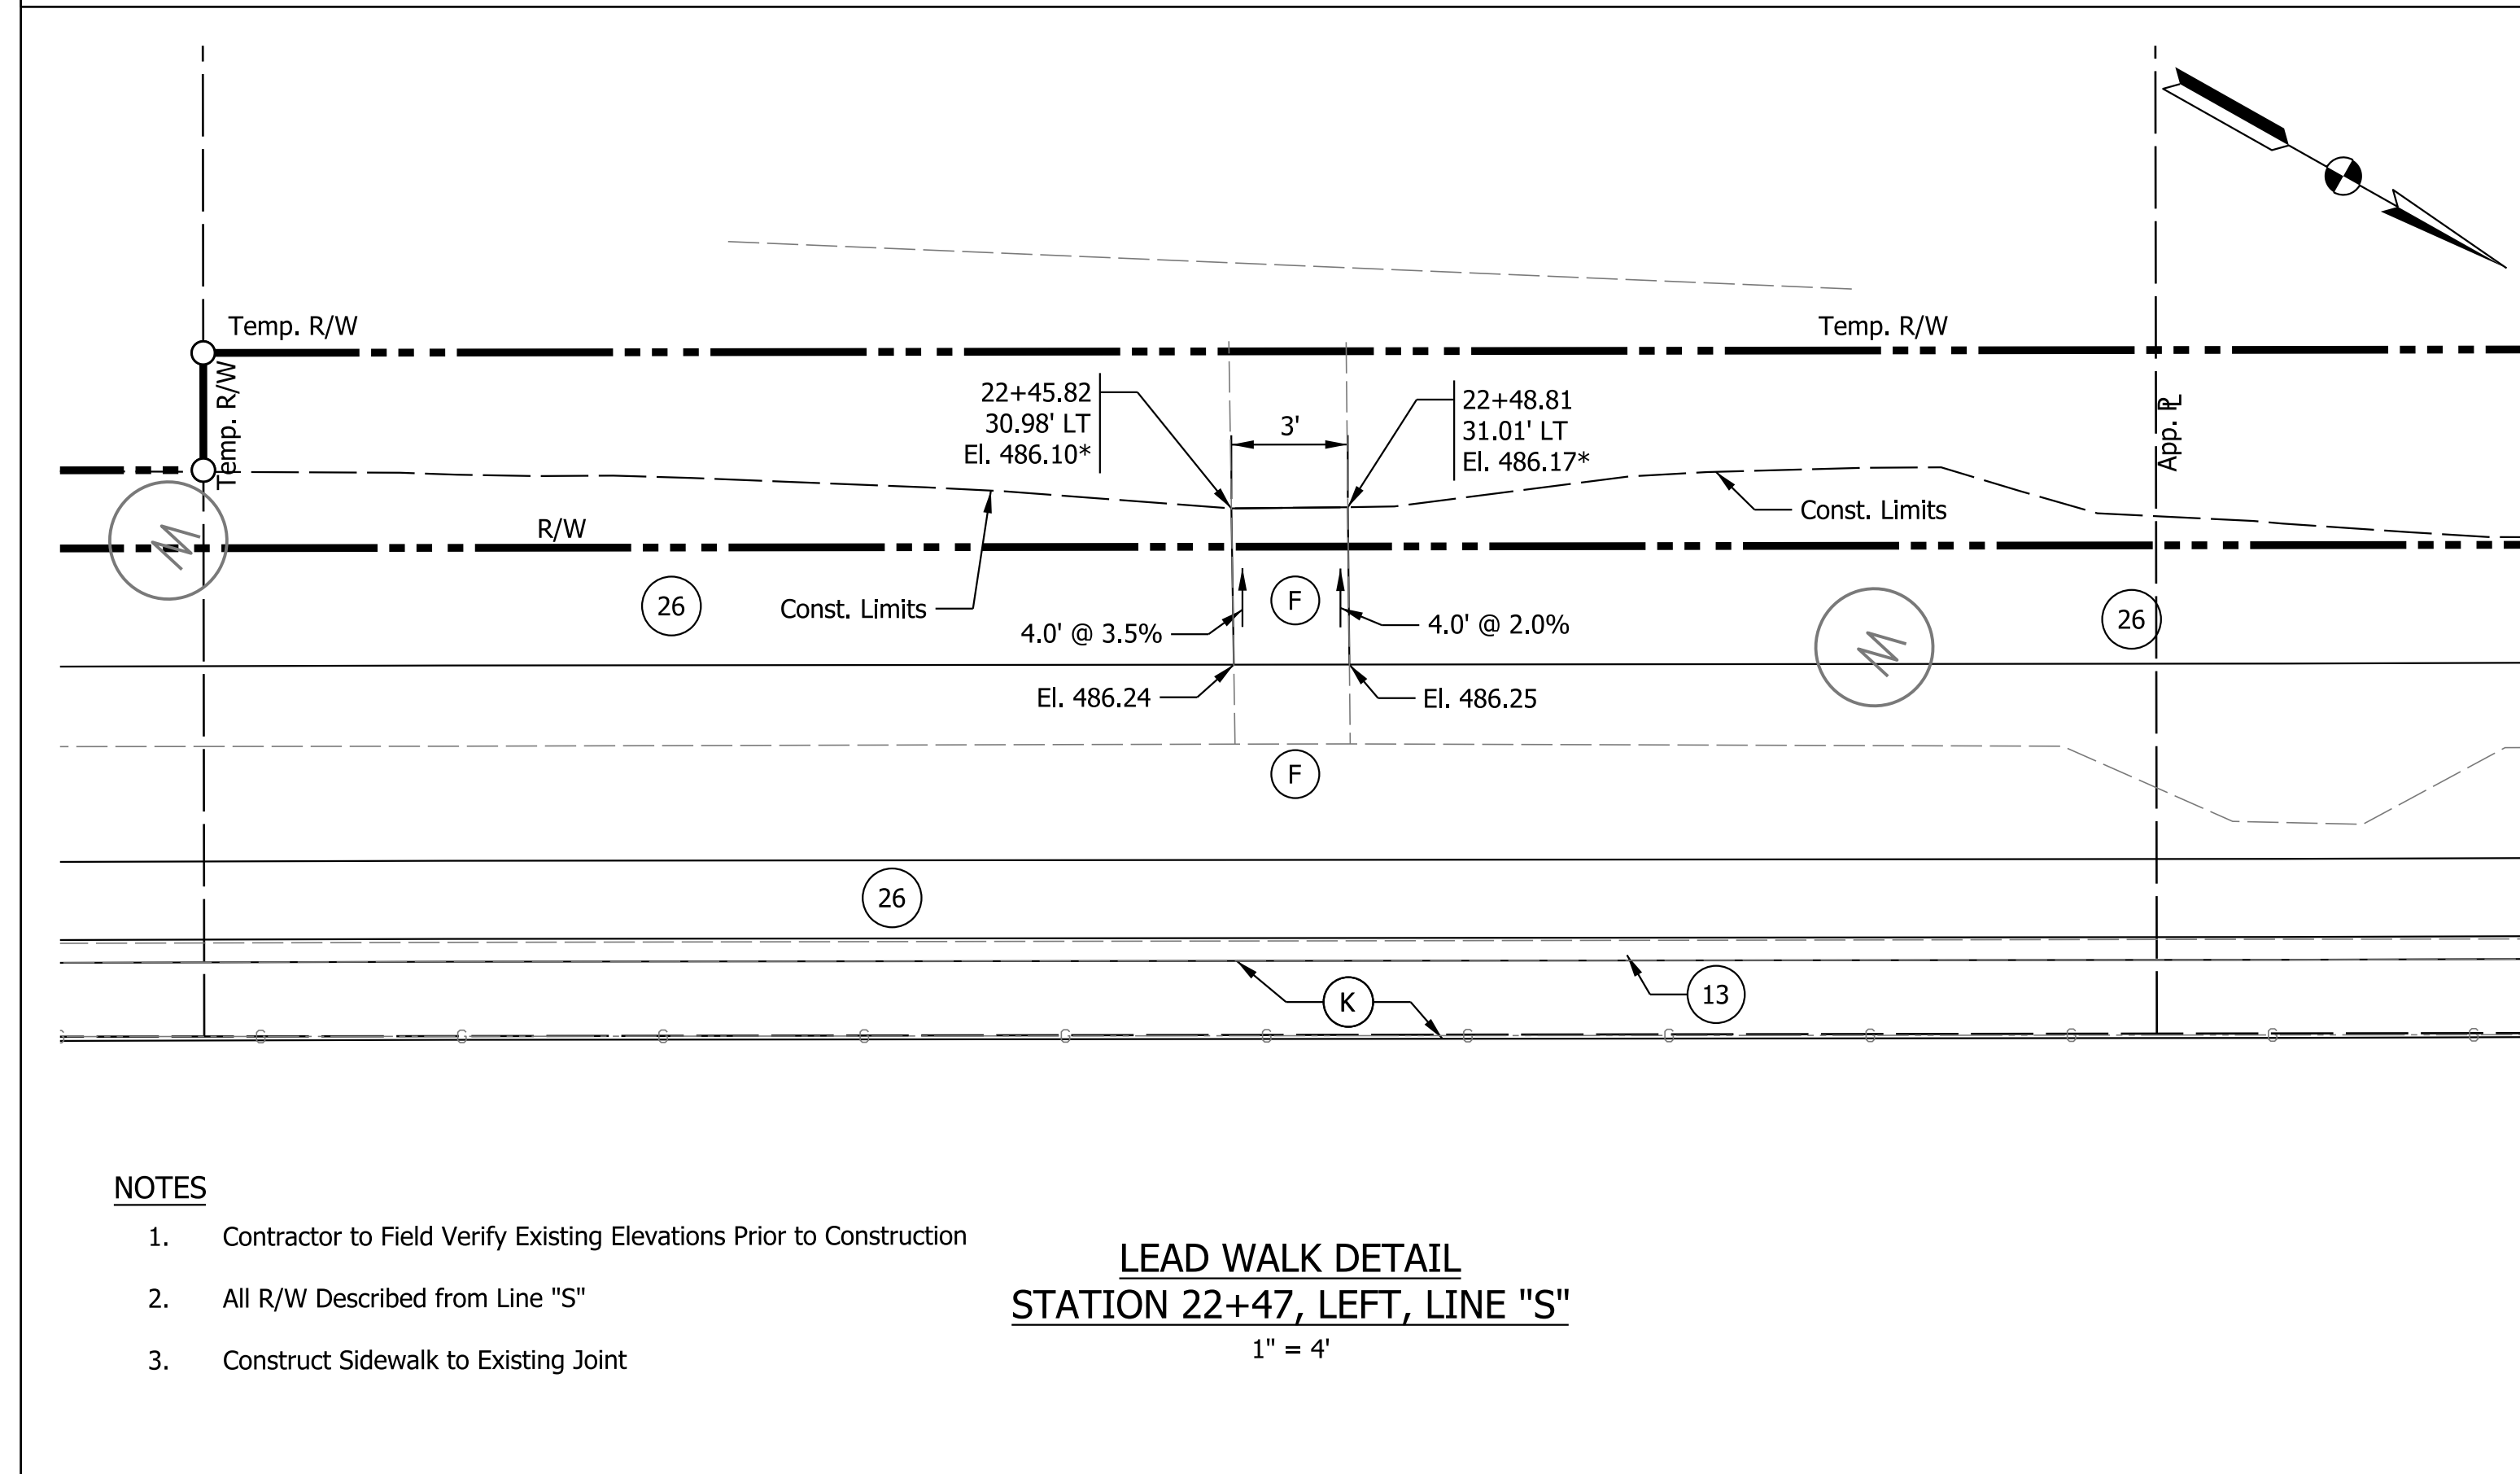 Temp. R/W
Temp. R/W
Temp. R/W
22+45.82
30.98' LT
El. 486.10*
3'
22+48.81
31.01' LT
El. 486.17*
App. PL
R/W
Const. Limits
Const. Limits
26
F
26
4.0' @ 3.5%
4.0' @ 2.0%
W
W
El. 486.24
El. 486.25
F
26
K
13
G G G G G G G G G G G G
NOTES
1. Contractor to Field Verify Existing Elevations Prior to Construction
2. All R/W Described from Line "S"
3. Construct Sidewalk to Existing Joint
LEAD WALK DETAIL
STATION 22+47, LEFT, LINE "S"
1" = 4'